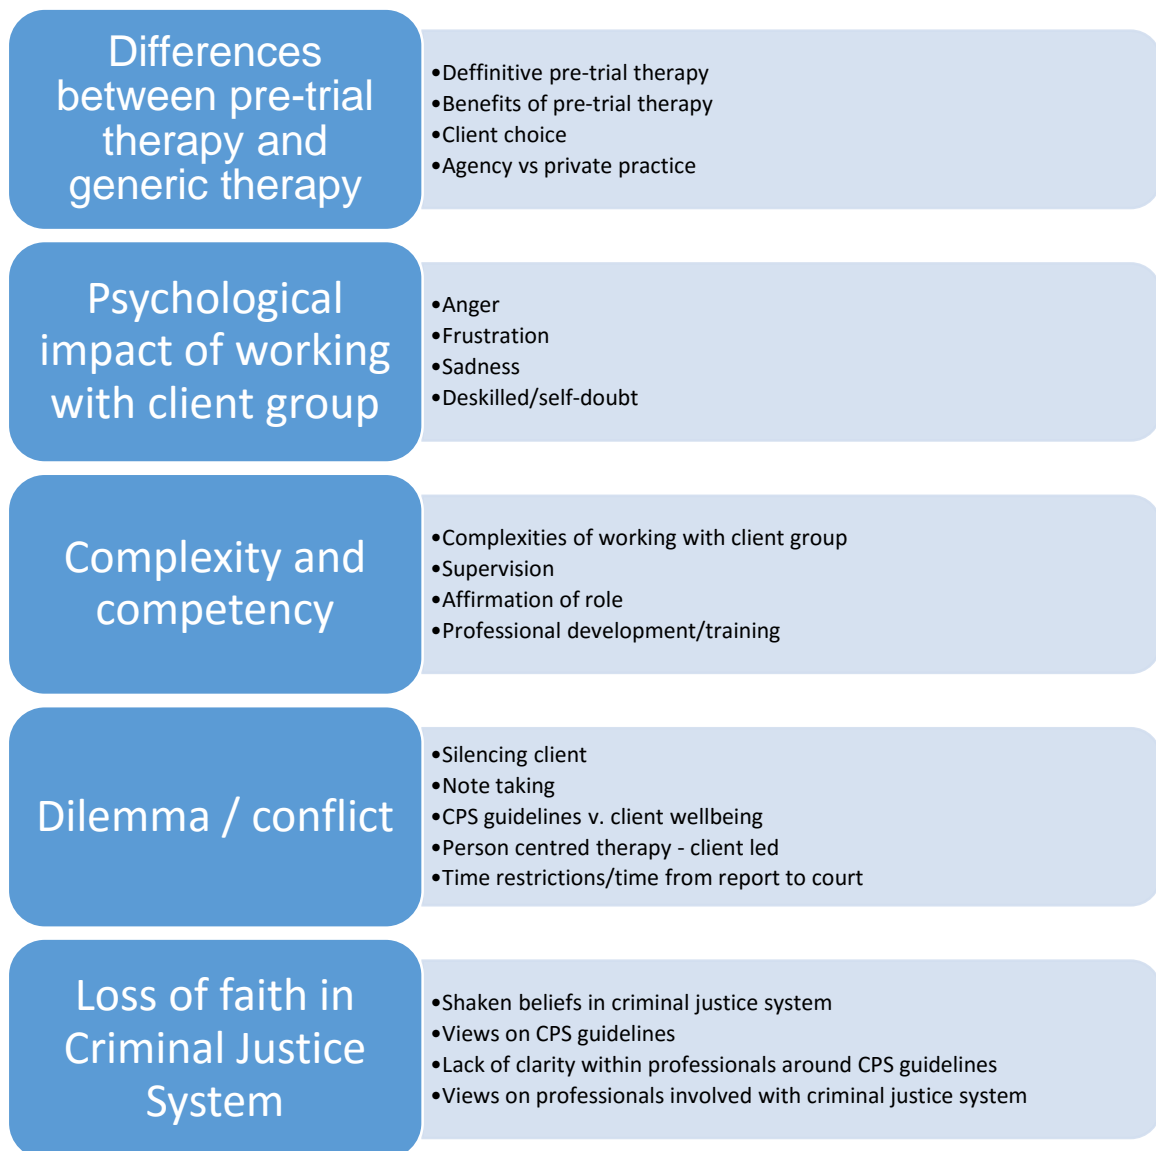 Differences
between pre-trial
therapy and
generic therapy
•Deffinitive pre-trial therapy
•Benefits of pre-trial therapy
•Client choice
•Agency vs private practice
Psychological
impact of working
with client group
•Anger
•Frustration
•Sadness
•Deskilled/self-doubt
Complexity and
competency
•Complexities of working with client group
•Supervision
•Affirmation of role
•Professional development/training
Dilemma / conflict
•Silencing client
•Note taking
•CPS guidelines v. client wellbeing
•Person centred therapy - client led
•Time restrictions/time from report to court
Loss of faith in
Criminal Justice
System
•Shaken beliefs in criminal justice system
•Views on CPS guidelines
•Lack of clarity within professionals around CPS guidelines
•Views on professionals involved with criminal justice system